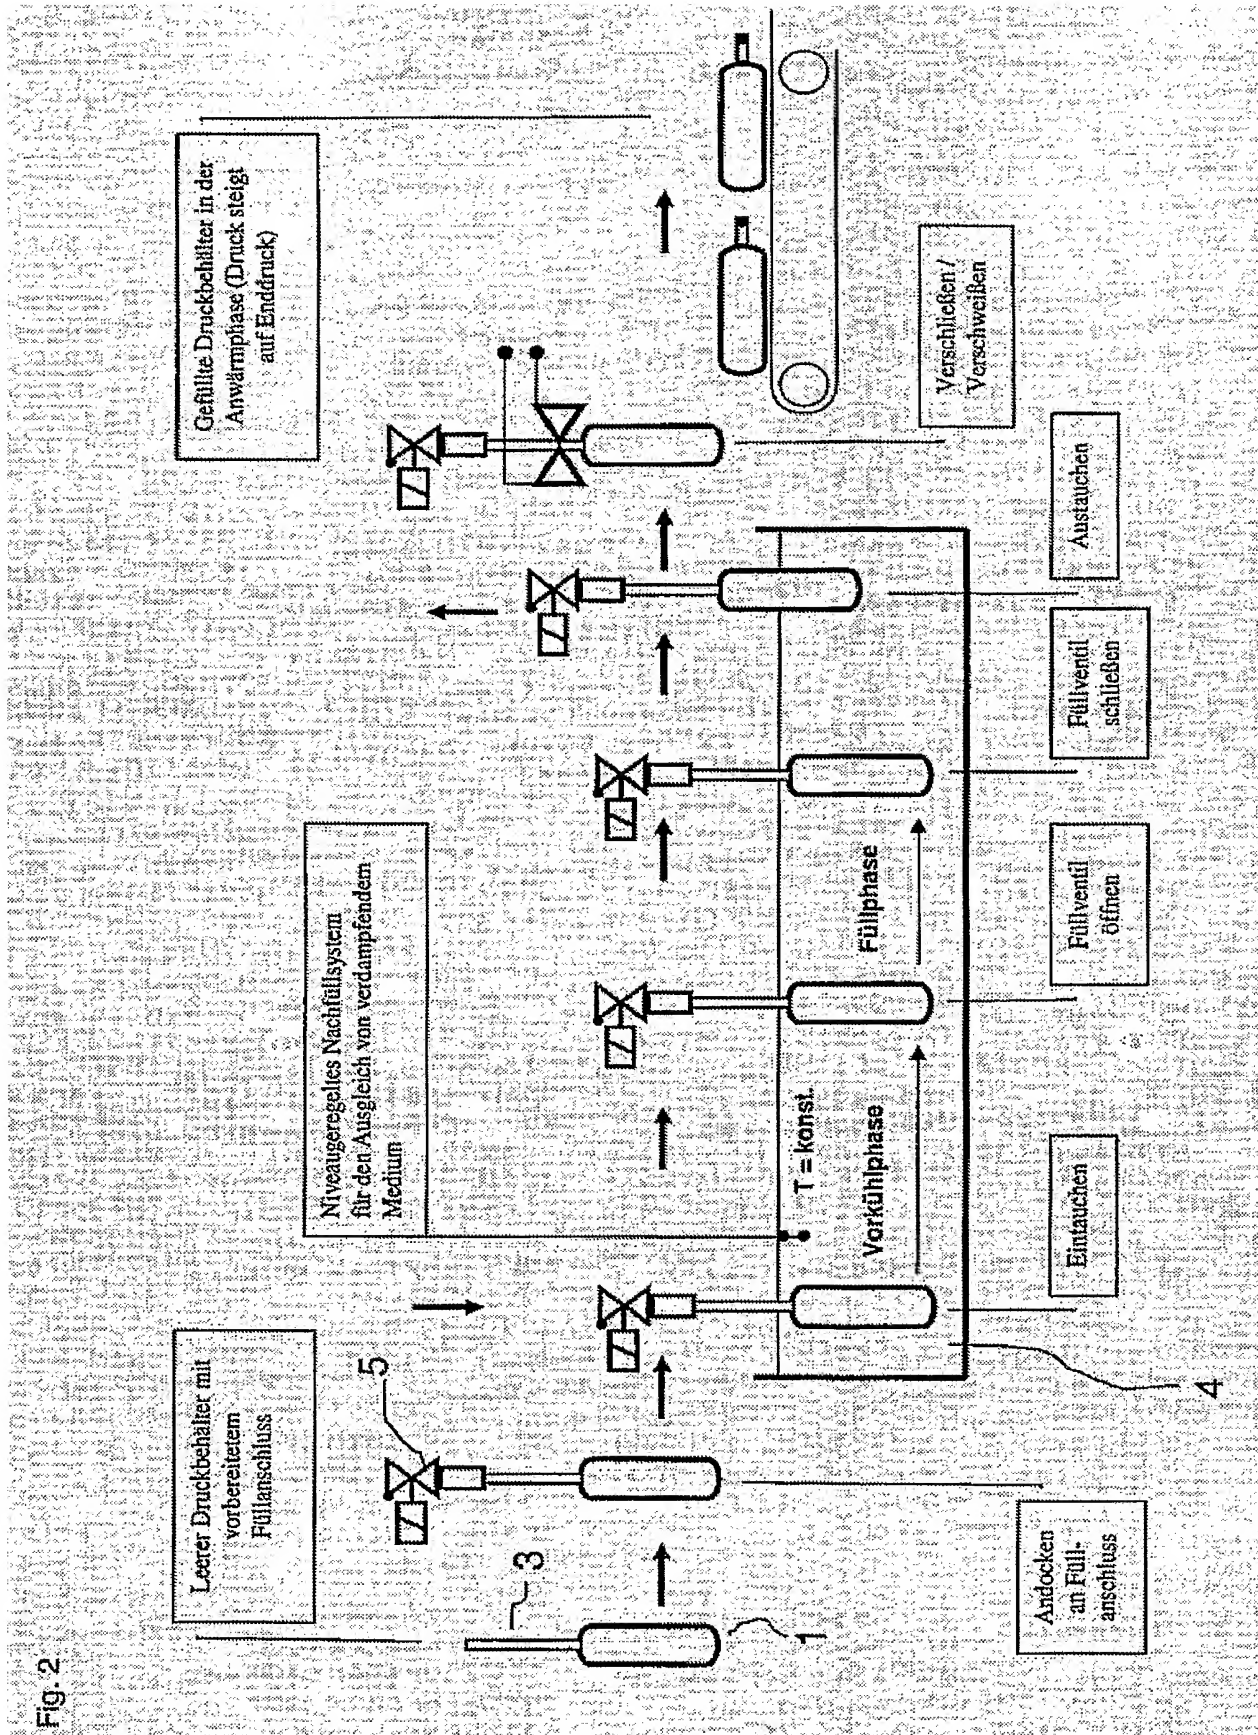 Fig. 2
Leerer Druckbehälter mit
vorbereitetem
Füllanschluss
Niveaugeregeltes Nachfüllsystem
für den Ausgleich von verdampfendem
Medium
Gefüllte Druckbehälter in der
Anwärmphase (Druck steigt
auf Enddruck)
5
3
1
4
T = konst.
Vorkühlphase
Füllphase
Andocken
an Füll-
anschluss
Eintauchen
Füllventil
öffnen
Füllventil
schließen
Austauchen
Verschließen /
Verschweißen